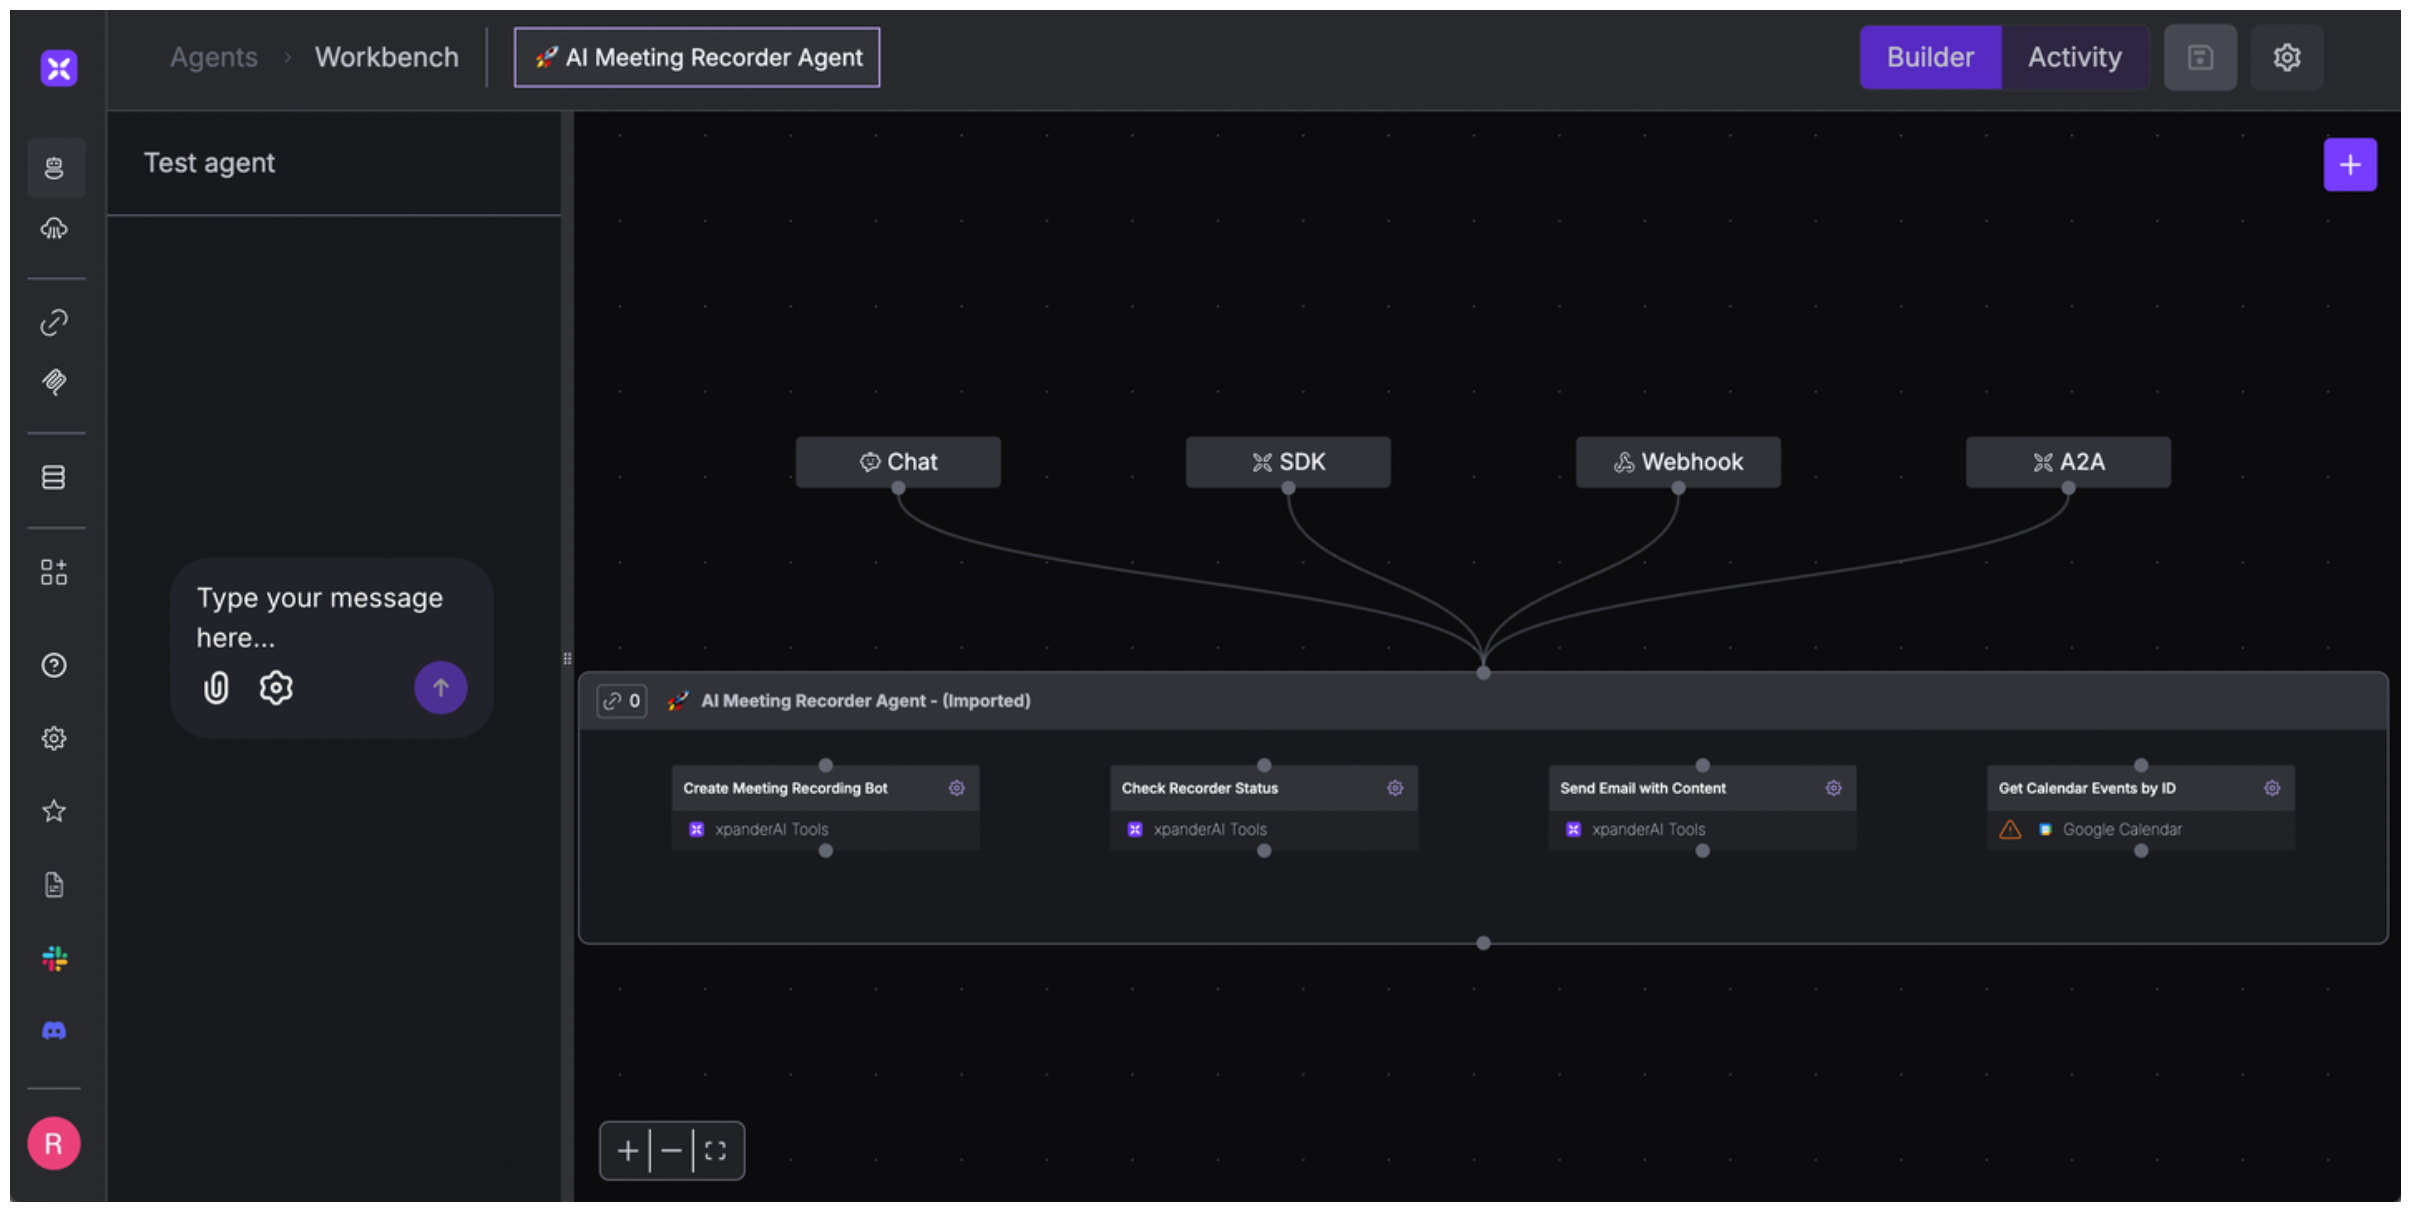 Agents > Workbench
🚀 AI Meeting Recorder Agent
Builder
Activity
Test agent
Type your message
here...
Chat
SDK
Webhook
A2A
0
🚀 AI Meeting Recorder Agent - (Imported)
Create Meeting Recording Bot
xpanderAI Tools
Check Recorder Status
xpanderAI Tools
Send Email with Content
xpanderAI Tools
Get Calendar Events by ID
Google Calendar
R